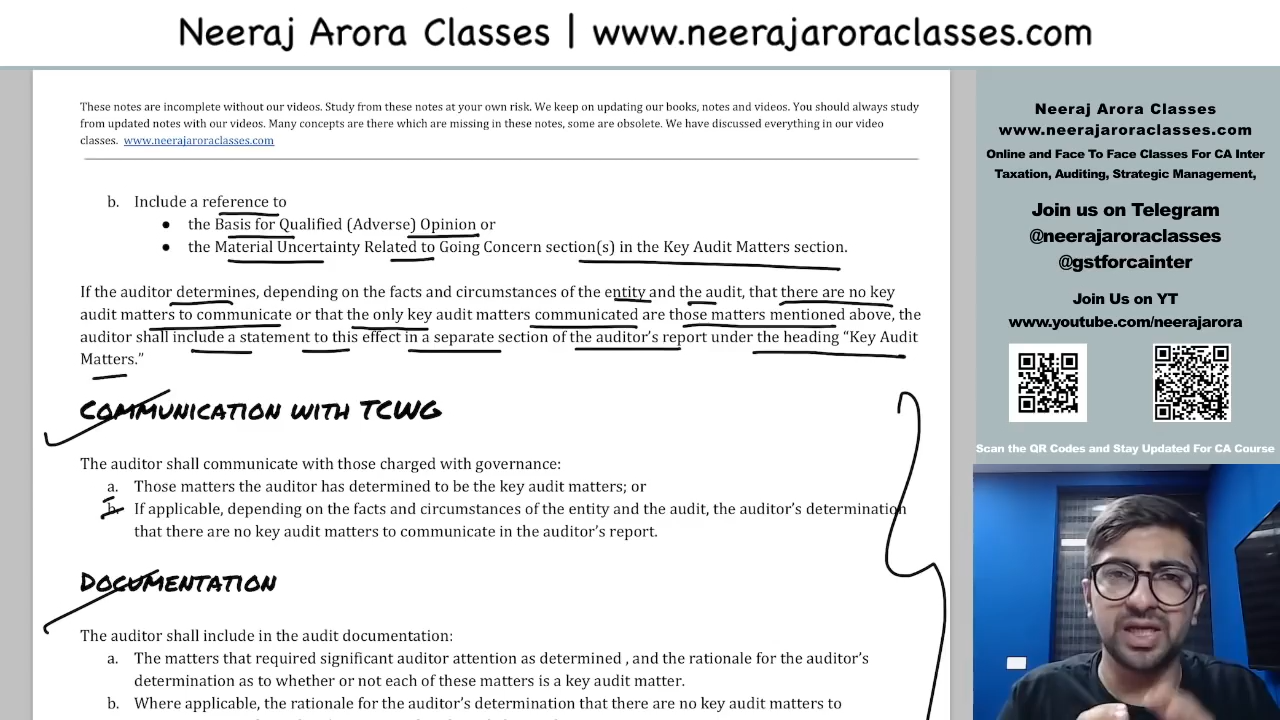 Neeraj Arora Classes | www.neerajaroraclasses.com
These notes are incomplete without our videos. Study from these notes at your own risk. We keep on updating our books, notes and videos. You should always study
from updated notes with our videos. Many concepts are there which are missing in these notes, some are obsolete. We have discussed everything in our video
classes. www.neerajaroraclasses.com
b. Include a reference to
● the Basis for Qualified (Adverse) Opinion or
● the Material Uncertainty Related to Going Concern section(s) in the Key Audit Matters section.
If the auditor determines, depending on the facts and circumstances of the entity and the audit, that there are no key
audit matters to communicate or that the only key audit matters communicated are those matters mentioned above, the
auditor shall include a statement to this effect in a separate section of the auditor's report under the heading “Key Audit
Matters.”
Communication with TCWG
The auditor shall communicate with those charged with governance:
a. Those matters the auditor has determined to be the key audit matters; or
b. If applicable, depending on the facts and circumstances of the entity and the audit, the auditor's determination
that there are no key audit matters to communicate in the auditor's report.
Documentation
The auditor shall include in the audit documentation:
a. The matters that required significant auditor attention as determined , and the rationale for the auditor's
determination as to whether or not each of these matters is a key audit matter.
b. Where applicable, the rationale for the auditor's determination that there are no key audit matters to
Neeraj Arora Classes
www.neerajaroraclasses.com
Online and Face To Face Classes For CA Inter
Taxation, Auditing, Strategic Management,
Join us on Telegram
@neerajaroraclasses
@gstforcainter
Join Us on YT
www.youtube.com/neerajarora
Scan the QR Codes and Stay Updated For CA Course